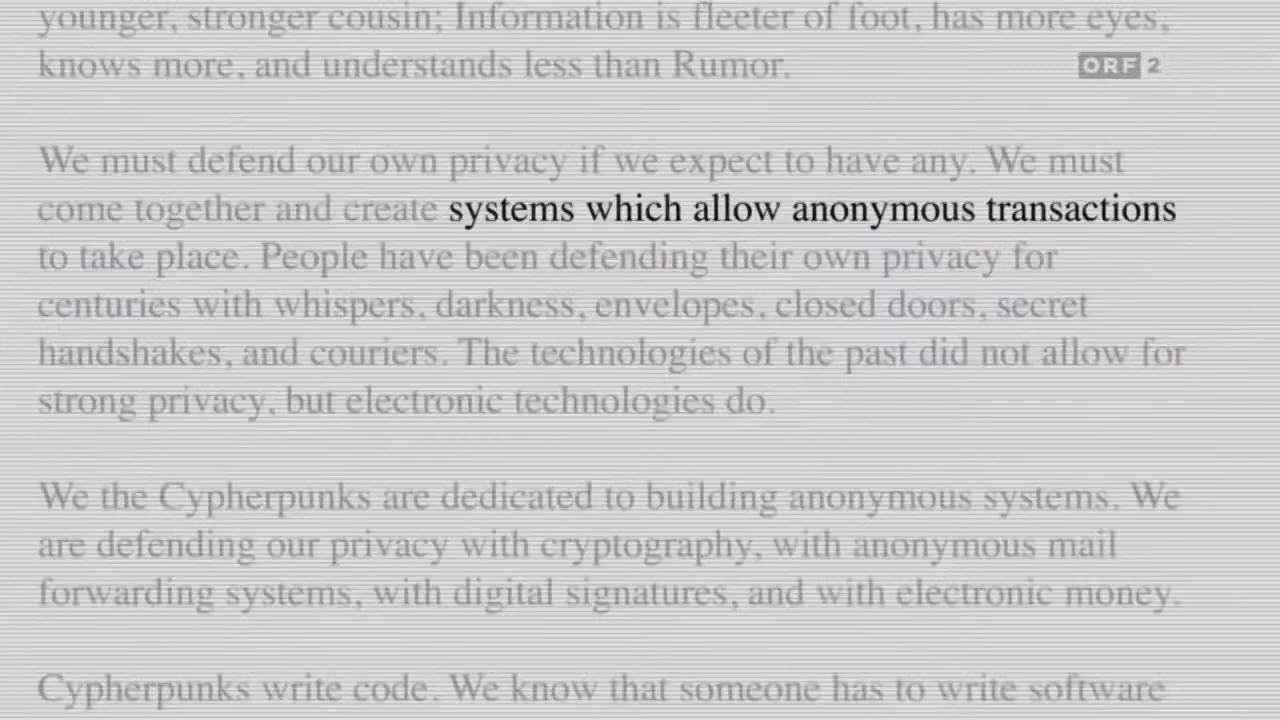 younger, stronger cousin; Information is fleeter of foot, has more eyes,
knows more, and understands less than Rumor.
ORF 2
We must defend our own privacy if we expect to have any. We must
come together and create systems which allow anonymous transactions
to take place. People have been defending their own privacy for
centuries with whispers, darkness, envelopes, closed doors, secret
handshakes, and couriers. The technologies of the past did not allow for
strong privacy, but electronic technologies do.
We the Cypherpunks are dedicated to building anonymous systems. We
are defending our privacy with cryptography, with anonymous mail
forwarding systems, with digital signatures, and with electronic money.
Cypherpunks write code. We know that someone has to write software